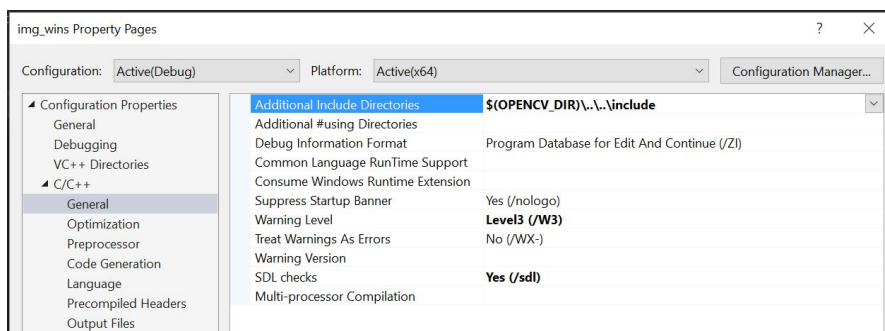 img_wins Property Pages ? ×
Configuration: Active(Debug) Platform: Active(x64) Configuration Manager...
Configuration Properties
General
Debugging
VC++ Directories
C/C++
General
Optimization
Preprocessor
Code Generation
Language
Precompiled Headers
Output Files
Additional Include Directories $(OPENCV_DIR)\..\..\include
Additional #using Directories
Debug Information Format Program Database for Edit And Continue (/ZI)
Common Language RunTime Support
Consume Windows Runtime Extension
Suppress Startup Banner Yes (/nologo)
Warning Level Level3 (/W3)
Treat Warnings As Errors No (/WX-)
Warning Version
SDL checks Yes (/sdl)
Multi-processor Compilation